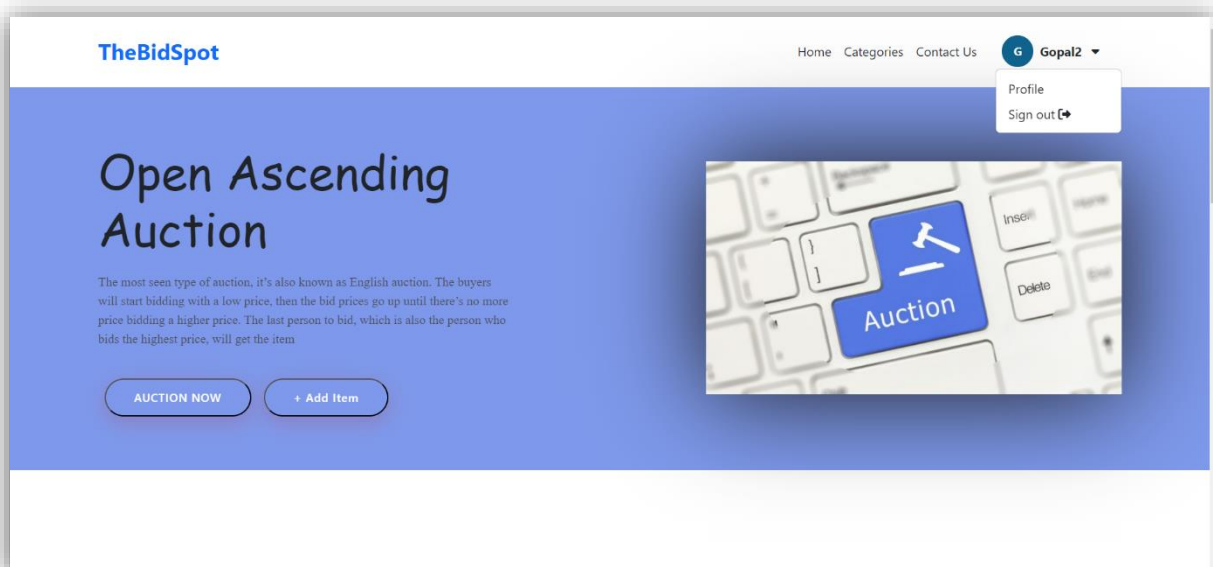 TheBidSpot
Home Categories Contact Us G Gopal2
Profile
Sign out
Open Ascending
Auction
The most seen type of auction, it's also known as English auction. The buyers
will start bidding with a low price, then the bid prices go up until there's no more
price bidding a higher price. The last person to bid, which is also the person who
bids the highest price, will get the item
AUCTION NOW
+ Add Item
Insert
Home
}
]
Delete
End
Auction